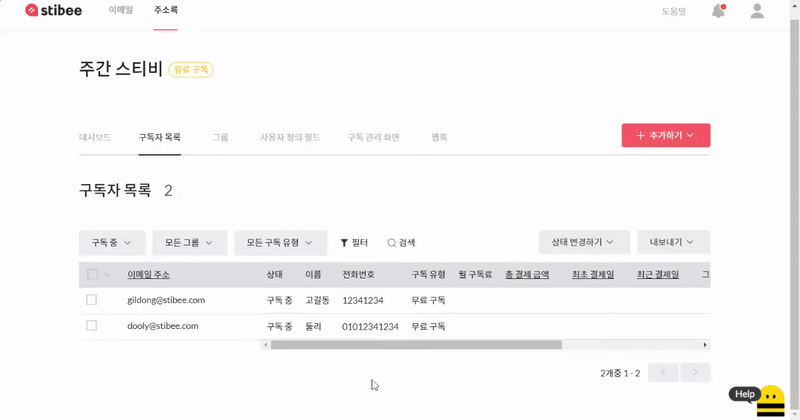 stibee 이메일 주소록 도움말
주간 스티비 유료 구독
대시보드 구독자 목록 그룹 사용자 정의 필드 구독 관리 화면 웹훅 + 추가하기
구독자 목록 2
구독 중 모든 그룹 모든 구독 유형 필터 검색 상태 변경하기 내보내기
이메일 주소 상태 이름 전화번호 구독 유형 월 구독료 총 결제 금액 최초 결제일 최근 결제일 그
gildong@stibee.com 구독 중 고길동 12341234 무료 구독
dooly@stibee.com 구독 중 둘리 01012341234 무료 구독
2개중 1 - 2
Help